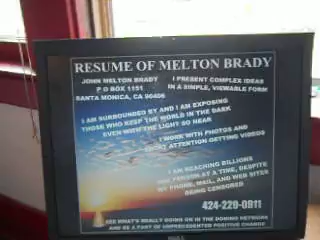 RESUME OF MELTON BRADY
JOHN MELTON BRADY
P O BOX 1151
SANTA MONICA, CA 90406
I PRESENT COMPLEX IDEAS
IN A SIMPLE, VIEWABLE FORM
I AM SURROUNDED BY AND I AM EXPOSING
THOSE WHO KEEP THE WORLD IN THE DARK
EVEN WITH THE LIGHT SO NEAR
I WORK WITH PHOTOS AND
ATTENTION GETTING VIDEOS
I AM REACHING BILLIONS
ONE PERSON AT A TIME, DESPITE
MY PHONE, MAIL, AND WEB SITES
BEING CENSORED
424-229-0811
SEE WHAT'S REALLY GOING ON IN THE DOMINO NETWORK
AND BE A PART OF UNPRECEDENTED POSITIVE CHANGE